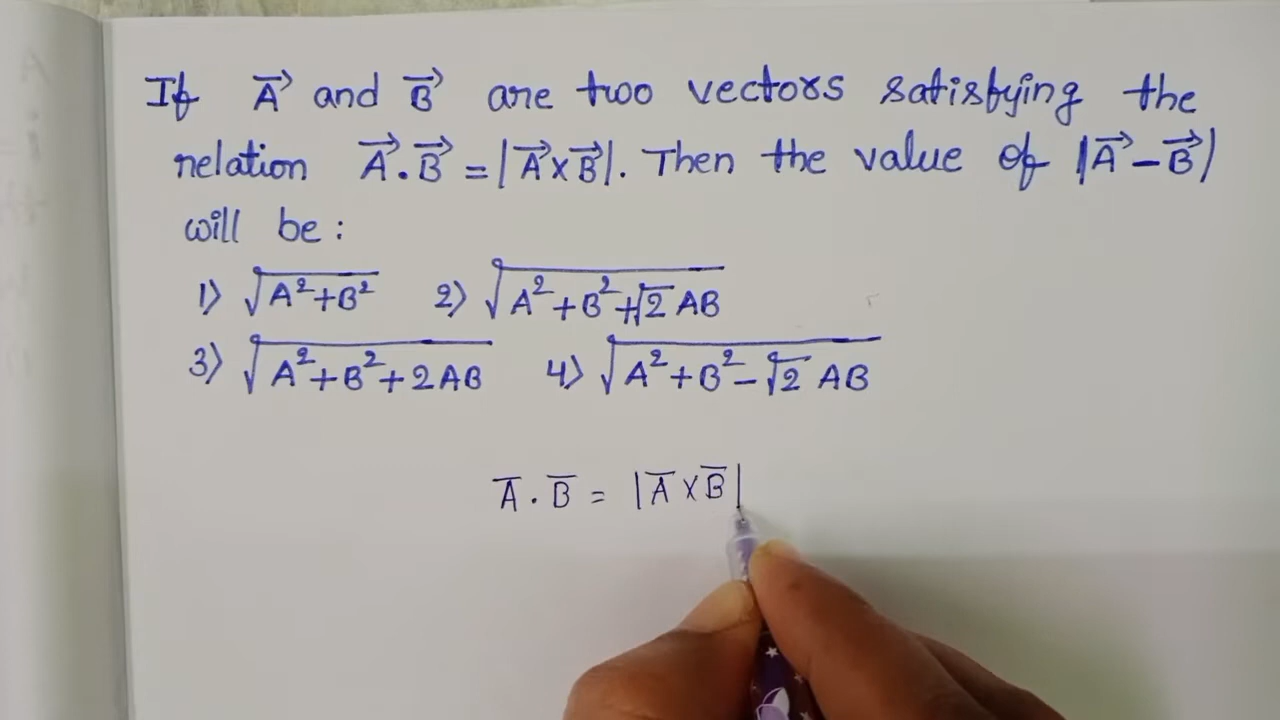 If A⃗ and B⃗ are two vectors satisfying the
relation A⃗.B⃗ = |A⃗×B⃗|. Then the value of |A⃗−B⃗|
will be :
1) √(A²+B²) 2) √(A²+B²+√2 AB)
3) √(A²+B²+2AB) 4) √(A²+B²−√2 AB)
A̅ . B̅ = |A̅ × B̅|